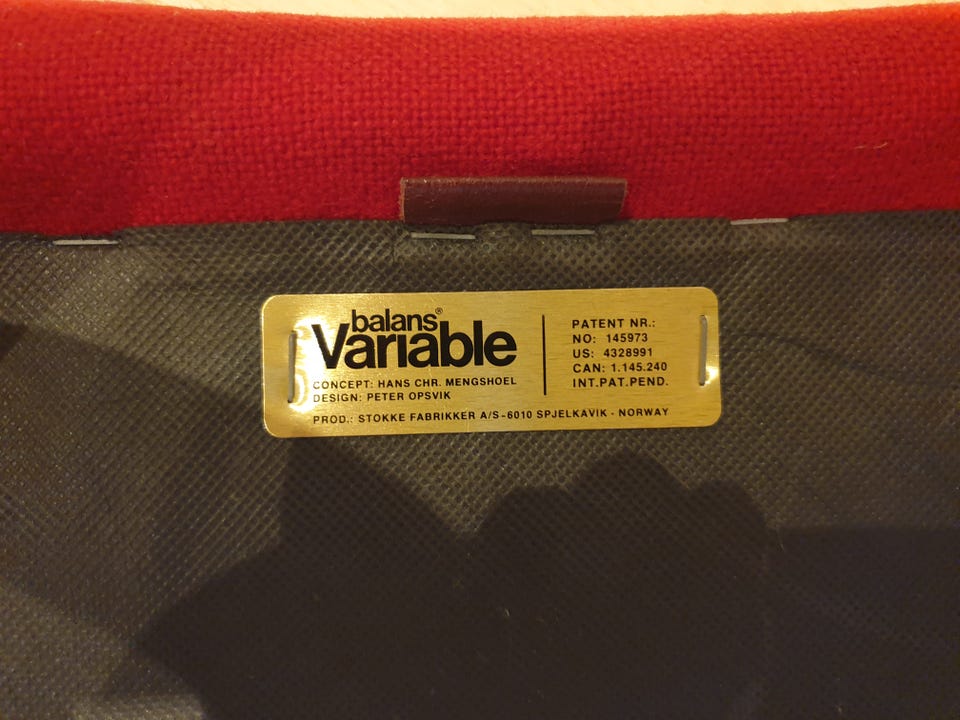 balans®
Variable
CONCEPT: HANS CHR. MENGSHOEL
DESIGN: PETER OPSVIK
PROD.: STOKKE FABRIKKER A/S-6010 SPJELKAVIK - NORWAY
PATENT NR.:
NO: 145973
US: 4328991
CAN: 1.145.240
INT.PAT.PEND.